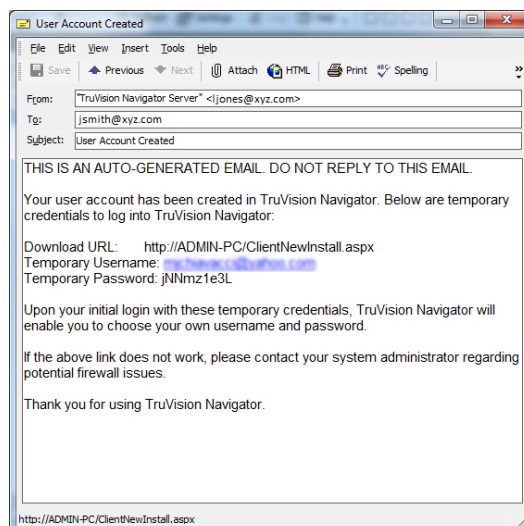 User Account Created
File Edit View Insert Tools Help
Save Previous Next Attach HTML Print ABC Spelling »
From: "TruVision Navigator Server" <ljones@xyz.com>
To: jsmith@xyz.com
Subject: User Account Created
THIS IS AN AUTO-GENERATED EMAIL. DO NOT REPLY TO THIS EMAIL.
Your user account has been created in TruVision Navigator. Below are temporary
credentials to log into TruVision Navigator:
Download URL: http://ADMIN-PC/ClientNewInstall.aspx
Temporary Username:
Temporary Password: jNNmz1e3L
Upon your initial login with these temporary credentials, TruVision Navigator will
enable you to choose your own username and password.
If the above link does not work, please contact your system administrator regarding
potential firewall issues.
Thank you for using TruVision Navigator.
http://ADMIN-PC/ClientNewInstall.aspx